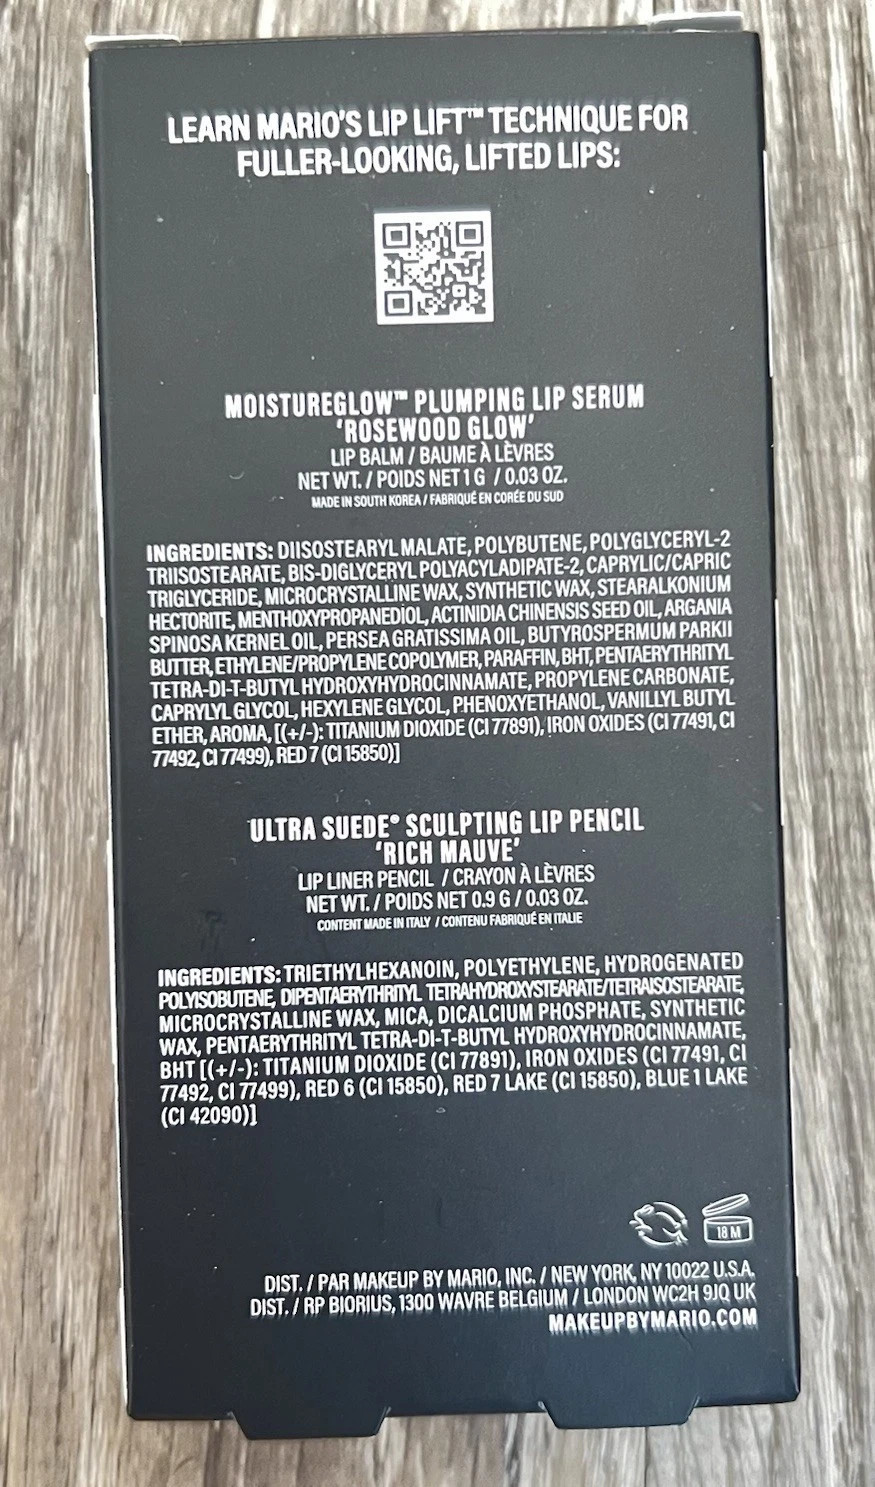 LEARN MARIO'S LIP LIFT™ TECHNIQUE FOR
FULLER-LOOKING, LIFTED LIPS:
MOISTUREGLOW™ PLUMPING LIP SERUM
'ROSEWOOD GLOW'
LIP BALM / BAUME À LÈVRES
NET WT. / POIDS NET 1 G / 0.03 OZ.
MADE IN SOUTH KOREA / FABRIQUÉ EN CORÉE DU SUD
INGREDIENTS: DIISOSTEARYL MALATE, POLYBUTENE, POLYGLYCERYL-2
TRIISOSTEARATE, BIS-DIGLYCERYL POLYACYLADIPATE-2, CAPRYLIC/CAPRIC
TRIGLYCERIDE, MICROCRYSTALLINE WAX, SYNTHETIC WAX, STEARALKONIUM
HECTORITE, MENTHOXYPROPANEDIOL, ACTINIDIA CHINENSIS SEED OIL, ARGANIA
SPINOSA KERNEL OIL, PERSEA GRATISSIMA OIL, BUTYROSPERMUM PARKII
BUTTER, ETHYLENE/PROPYLENE COPOLYMER, PARAFFIN, BHT, PENTAERYTHRITYL
TETRA-DI-T-BUTYL HYDROXYHYDROCINNAMATE, PROPYLENE CARBONATE,
CAPRYLYL GLYCOL, HEXYLENE GLYCOL, PHENOXYETHANOL, VANILLYL BUTYL
ETHER, AROMA, [(+/-): TITANIUM DIOXIDE (CI 77891), IRON OXIDES (CI 77491, CI
77492, CI 77499), RED 7 (CI 15850)]
ULTRA SUEDE® SCULPTING LIP PENCIL
'RICH MAUVE'
LIP LINER PENCIL / CRAYON À LÈVRES
NET WT. / POIDS NET 0.9 G / 0.03 OZ.
CONTENT MADE IN ITALY / CONTENU FABRIQUÉ EN ITALIE
INGREDIENTS: TRIETHYLHEXANOIN, POLYETHYLENE, HYDROGENATED
POLYISOBUTENE, DIPENTAERYTHRITYL TETRAHYDROXYSTEARATE/TETRAISOSTEARATE,
MICROCRYSTALLINE WAX, MICA, DICALCIUM PHOSPHATE, SYNTHETIC
WAX, PENTAERYTHRITYL TETRA-DI-T-BUTYL HYDROXYHYDROCINNAMATE,
BHT [(+/-): TITANIUM DIOXIDE (CI 77891), IRON OXIDES (CI 77491, CI
77492, CI 77499), RED 6 (CI 15850), RED 7 LAKE (CI 15850), BLUE 1 LAKE
(CI 42090)]
18 M
DIST. / PAR MAKEUP BY MARIO, INC. / NEW YORK, NY 10022 U.S.A.
DIST. / RP BIORIUS, 1300 WAVRE BELGIUM / LONDON WC2H 9JQ UK
MAKEUPBYMARIO.COM